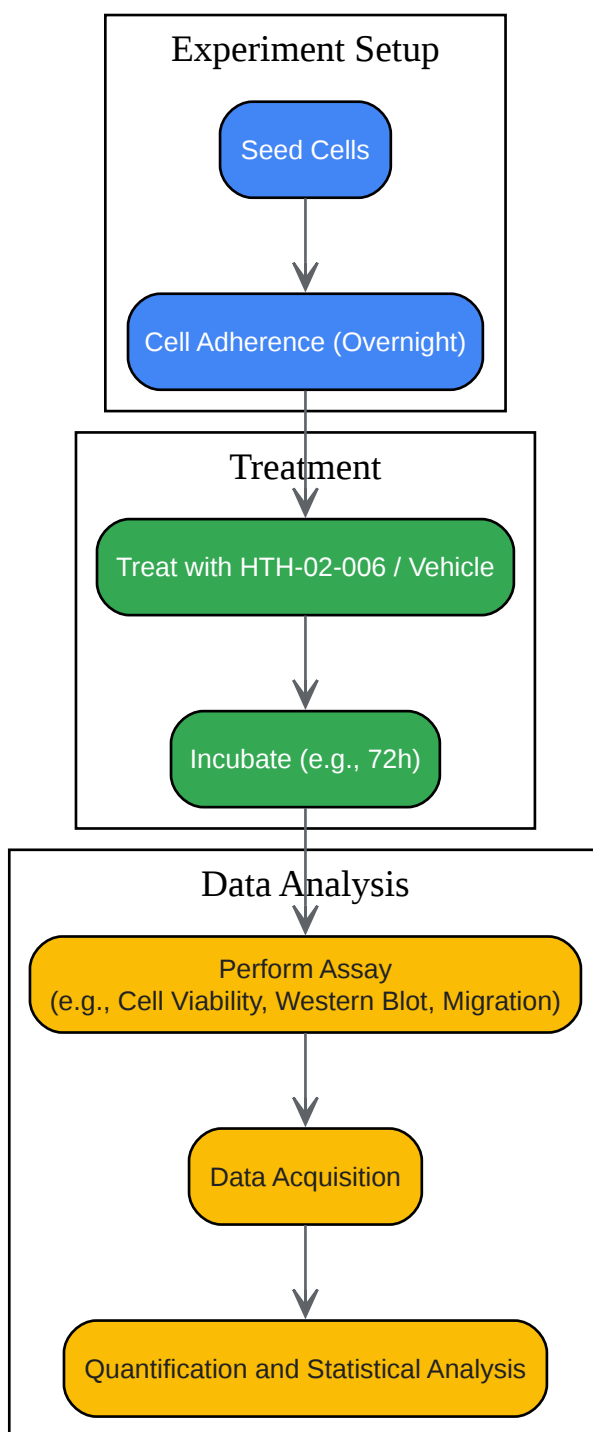 Experiment Setup
Seed Cells
Cell Adherence (Overnight)
Treatment
Treat with HTH-02-006 / Vehicle
Incubate (e.g., 72h)
Data Analysis
Perform Assay
(e.g., Cell Viability, Western Blot, Migration)
Data Acquisition
Quantification and Statistical Analysis